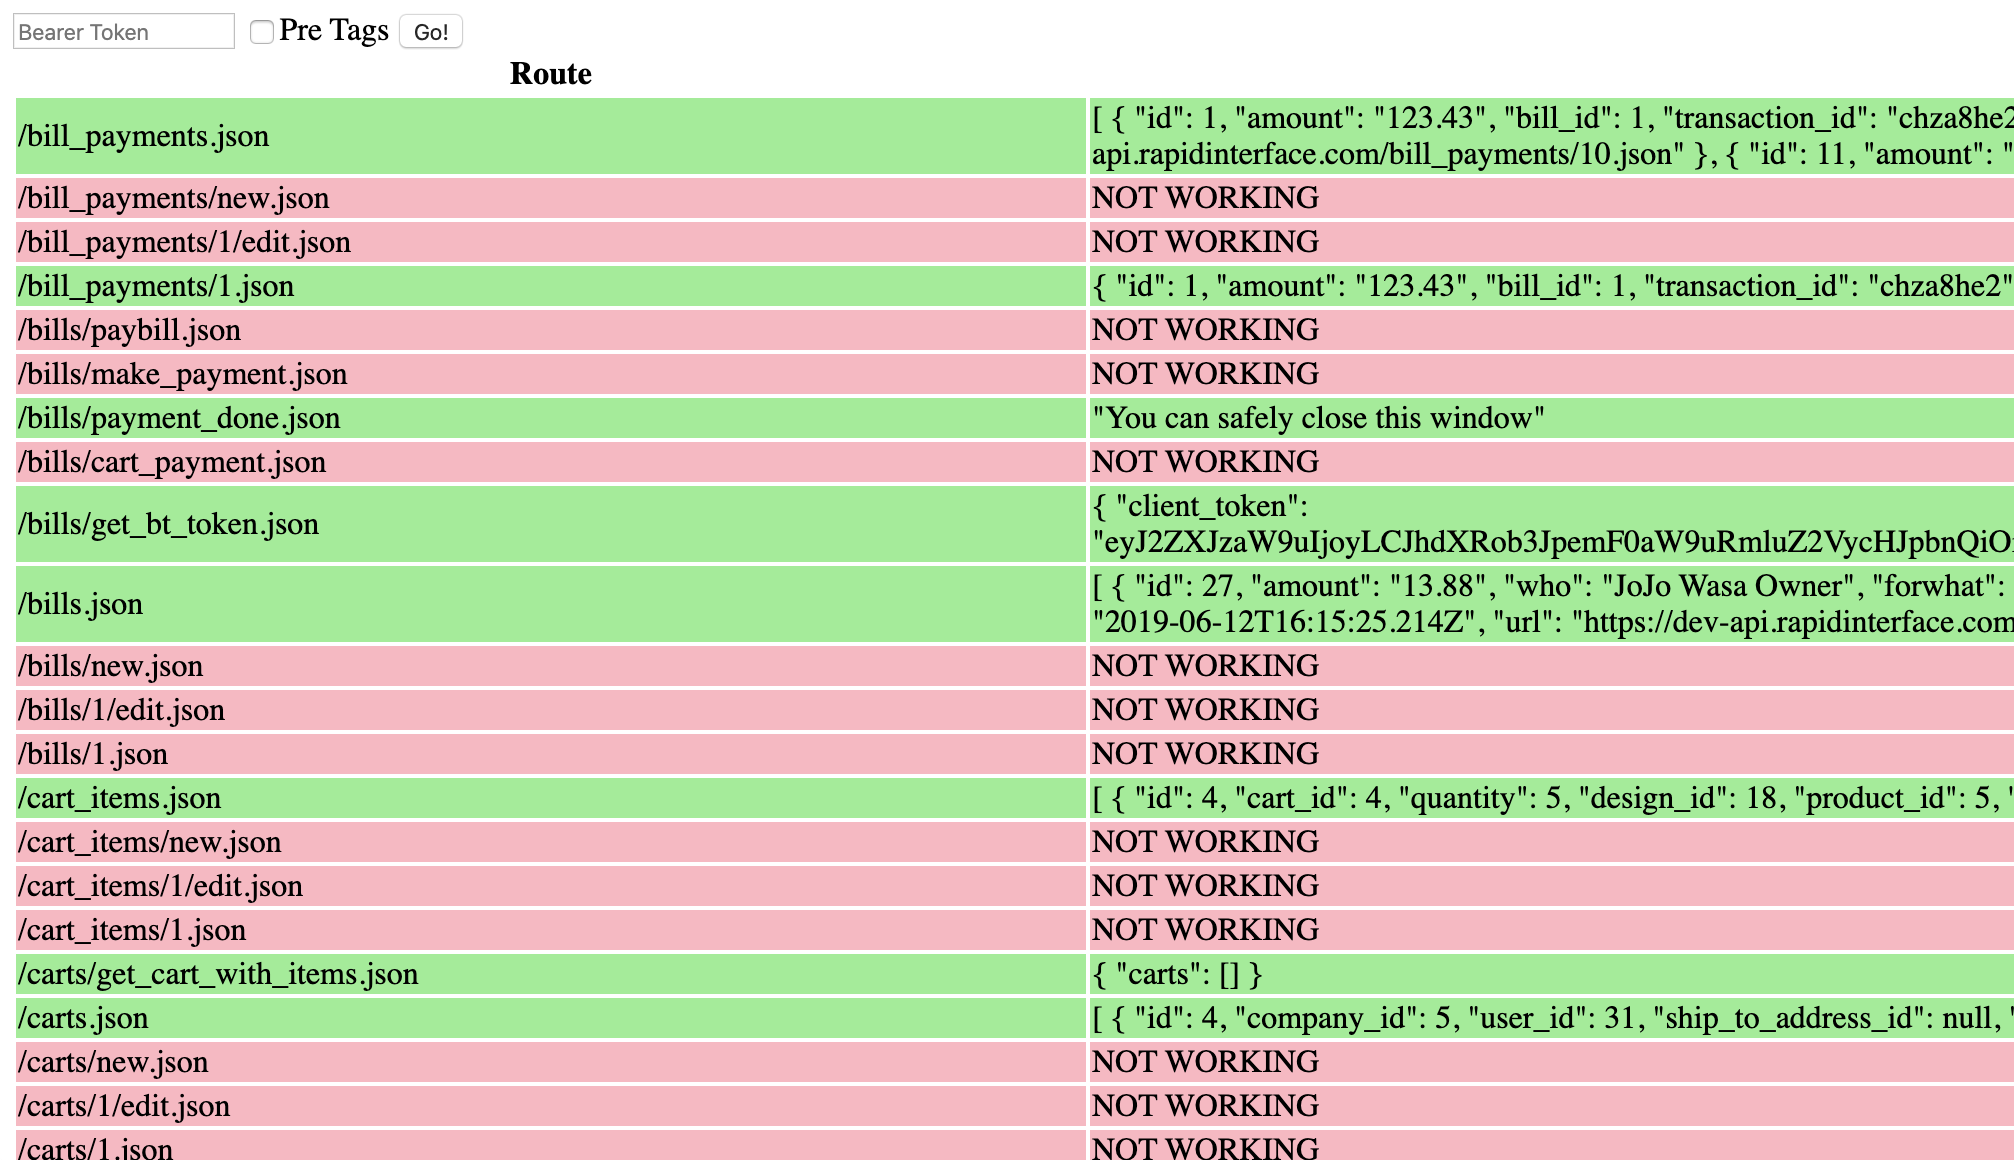 Bearer Token Pre Tags Go!
Route
/bill_payments.json
[ { "id": 1, "amount": "123.43", "bill_id": 1, "transaction_id": "chza8he2
api.rapidinterface.com/bill_payments/10.json" }, { "id": 11, "amount": "
/bill_payments/new.json NOT WORKING
/bill_payments/1/edit.json NOT WORKING
/bill_payments/1.json { "id": 1, "amount": "123.43", "bill_id": 1, "transaction_id": "chza8he2"
/bills/paybill.json NOT WORKING
/bills/make_payment.json NOT WORKING
/bills/payment_done.json "You can safely close this window"
/bills/cart_payment.json NOT WORKING
/bills/get_bt_token.json
{ "client_token":
"eyJ2ZXJzaW9uIjoyLCJhdXRob3JpemF0aW9uRmluZ2VycHJpbnQiO
/bills.json
[ { "id": 27, "amount": "13.88", "who": "JoJo Wasa Owner", "forwhat":
"2019-06-12T16:15:25.214Z", "url": "https://dev-api.rapidinterface.com
/bills/new.json NOT WORKING
/bills/1/edit.json NOT WORKING
/bills/1.json NOT WORKING
/cart_items.json [ { "id": 4, "cart_id": 4, "quantity": 5, "design_id": 18, "product_id": 5, "
/cart_items/new.json NOT WORKING
/cart_items/1/edit.json NOT WORKING
/cart_items/1.json NOT WORKING
/carts/get_cart_with_items.json { "carts": [] }
/carts.json [ { "id": 4, "company_id": 5, "user_id": 31, "ship_to_address_id": null, "
/carts/new.json NOT WORKING
/carts/1/edit.json NOT WORKING
/carts/1.json NOT WORKING